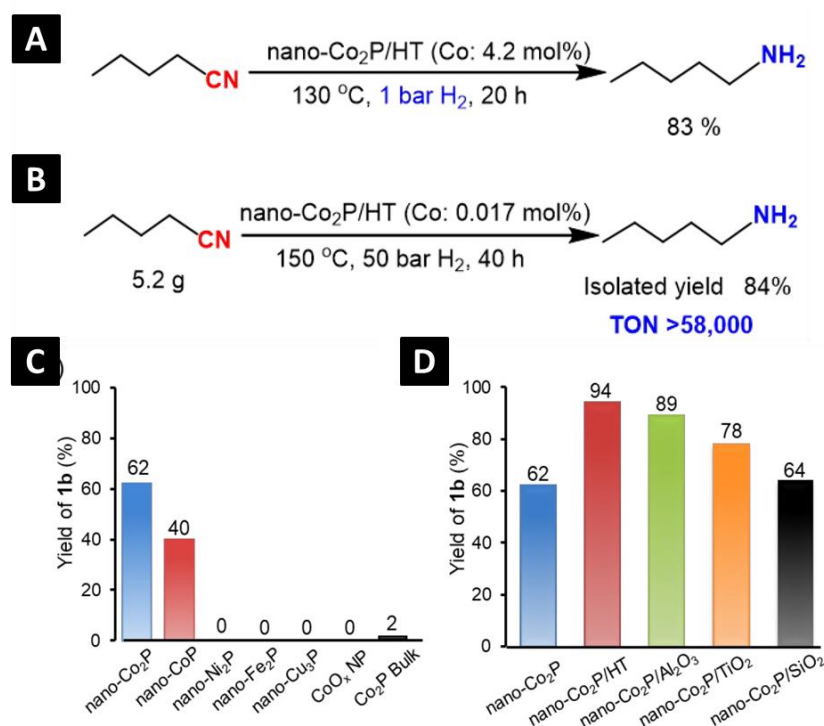 A
nano-Co₂P/HT (Co: 4.2 mol%)
CN
130 °C, 1 bar H₂, 20 h
NH₂
83 %
B
nano-Co₂P/HT (Co: 0.017 mol%)
CN
150 °C, 50 bar H₂, 40 h
NH₂
5.2 g
Isolated yield 84%
TON >58,000
C
)
Yield of 1b (%)
100
80
60
40
20
0
62
40
0
0
0
0
2
nano-Co₂P
nano-CoP
nano-Ni₂P
nano-Fe₂P
nano-Cu₃P
CoOₓ NP
Co₂P Bulk
D
Yield of 1b (%)
100
80
60
40
20
0
62
94
89
78
64
nano-Co₂P
nano-Co₂P/HT
nano-Co₂P/Al₂O₃
nano-Co₂P/TiO₂
nano-Co₂P/SiO₂